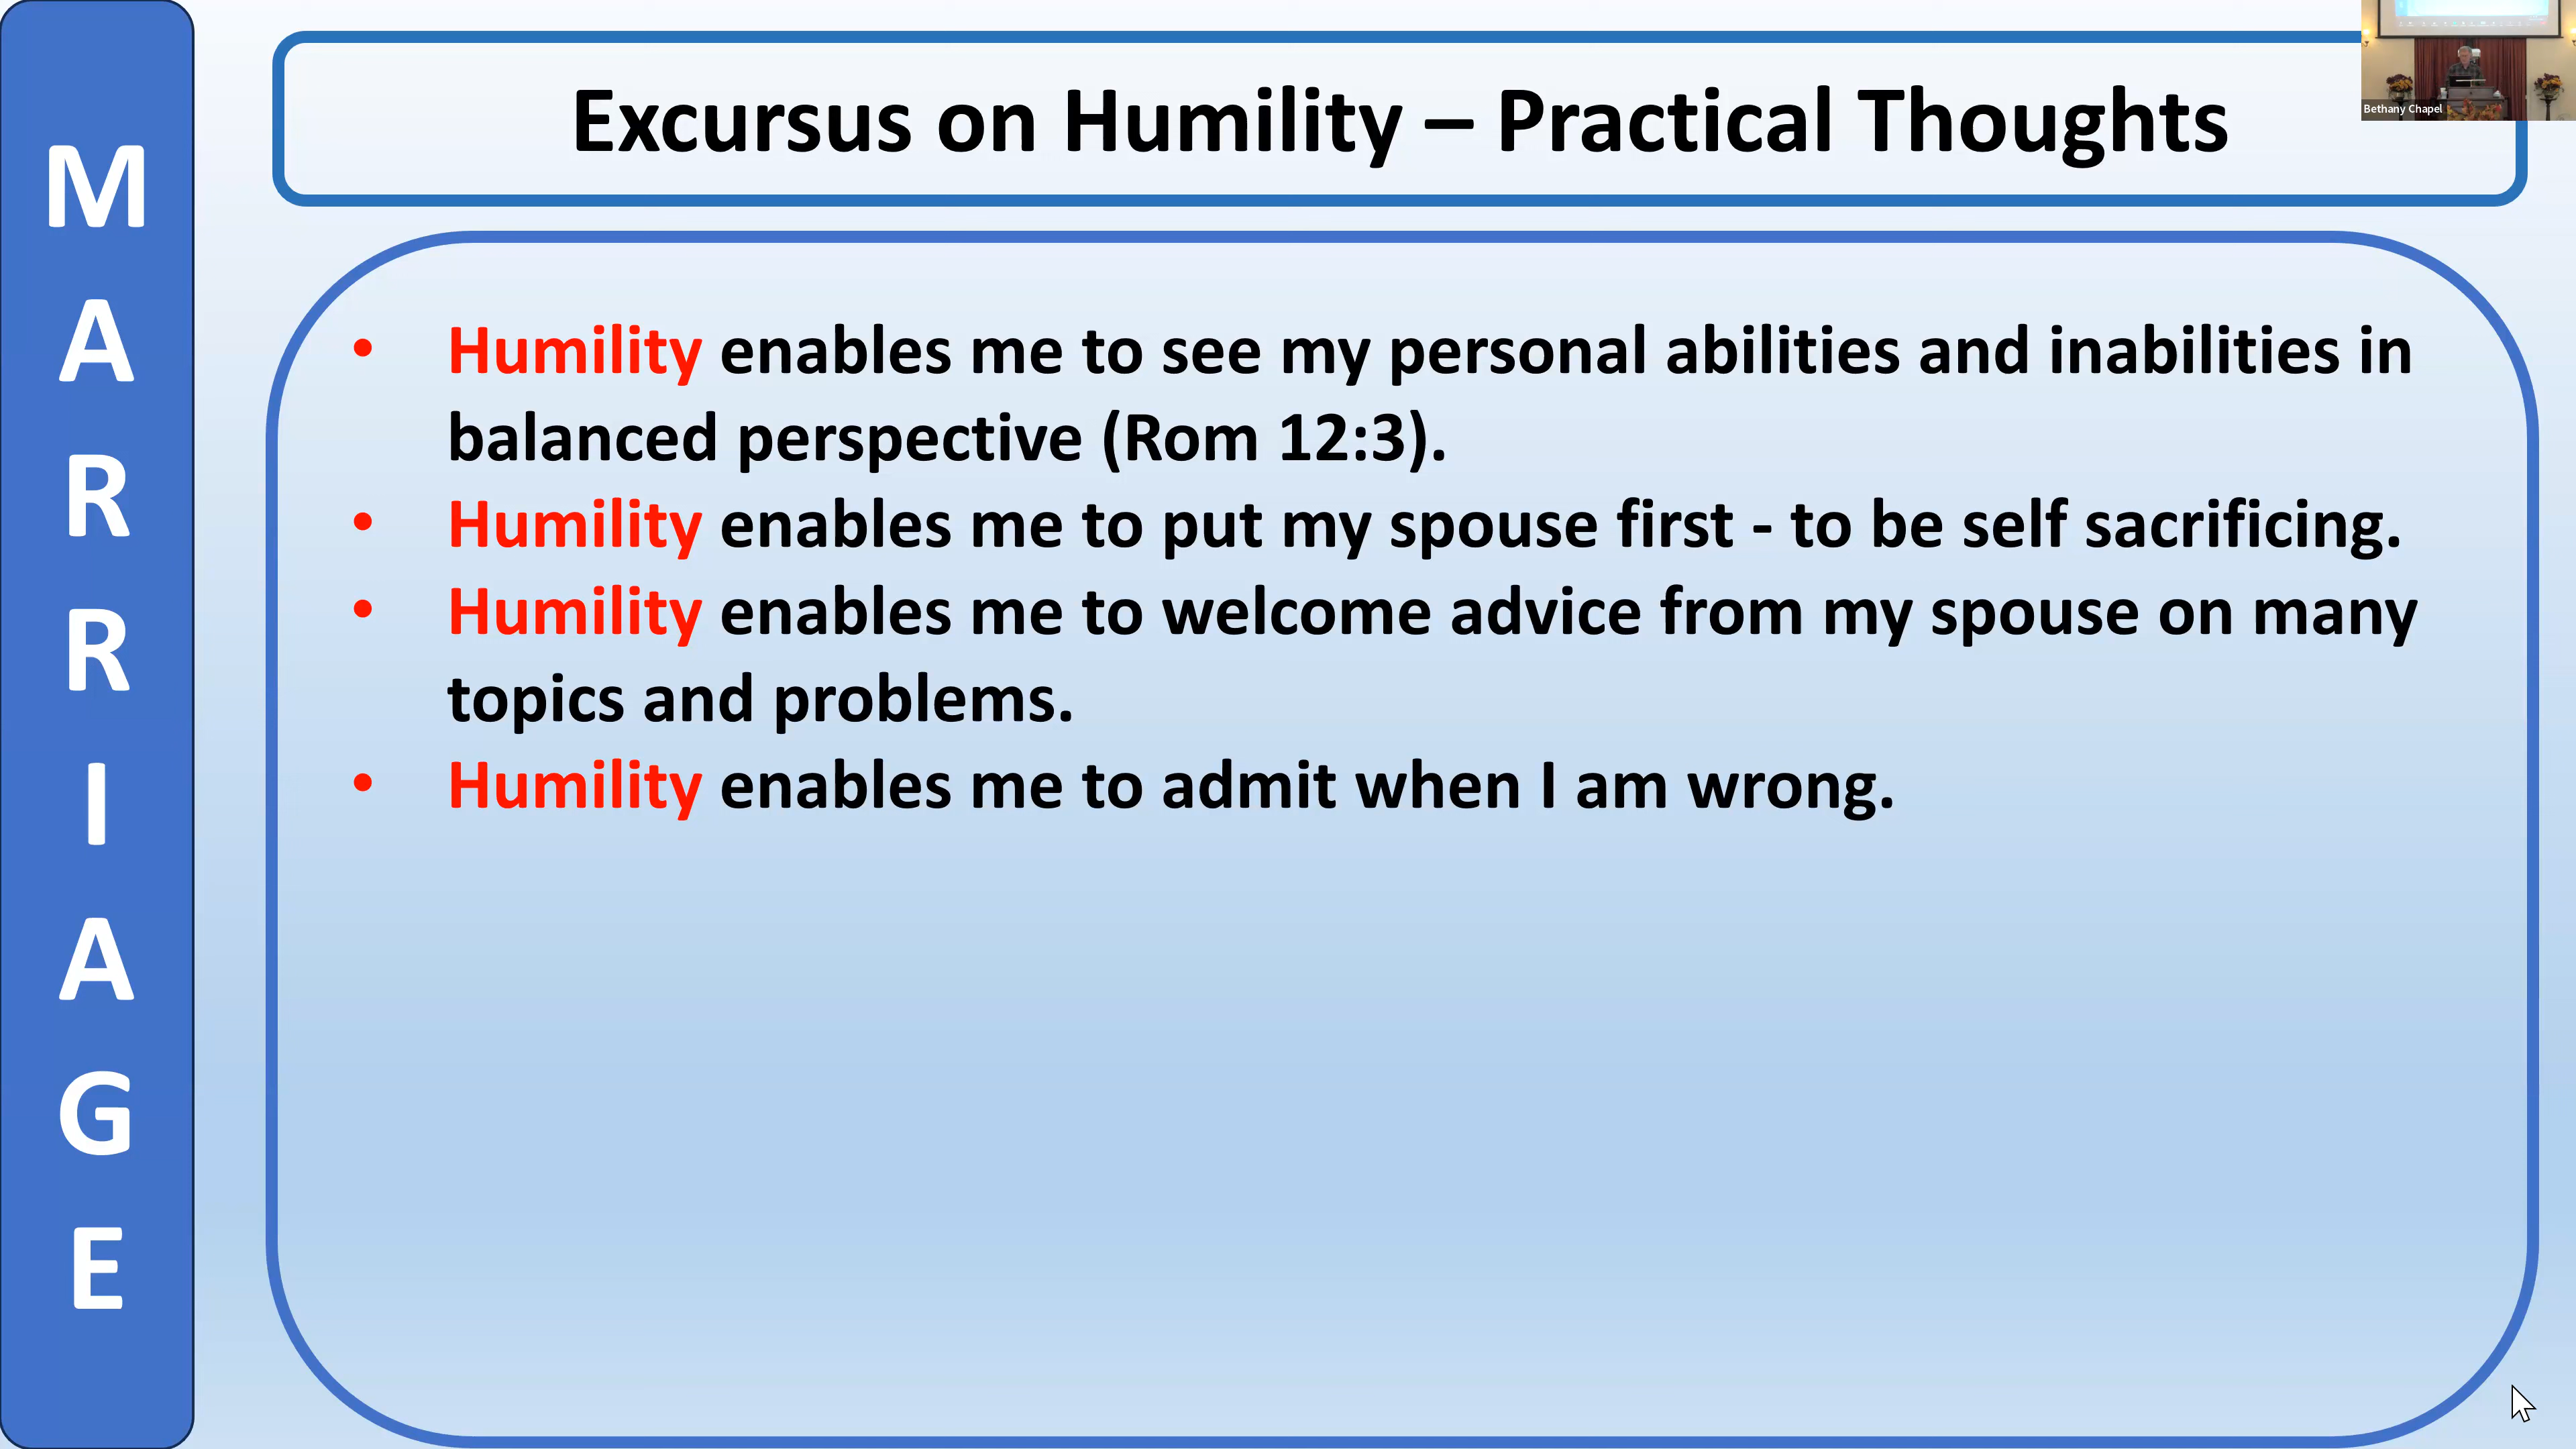 MARRIAGE
Excursus on Humility – Practical Thoughts
Bethany Chapel
• Humility enables me to see my personal abilities and inabilities in
balanced perspective (Rom 12:3).
• Humility enables me to put my spouse first - to be self sacrificing.
• Humility enables me to welcome advice from my spouse on many
topics and problems.
• Humility enables me to admit when I am wrong.